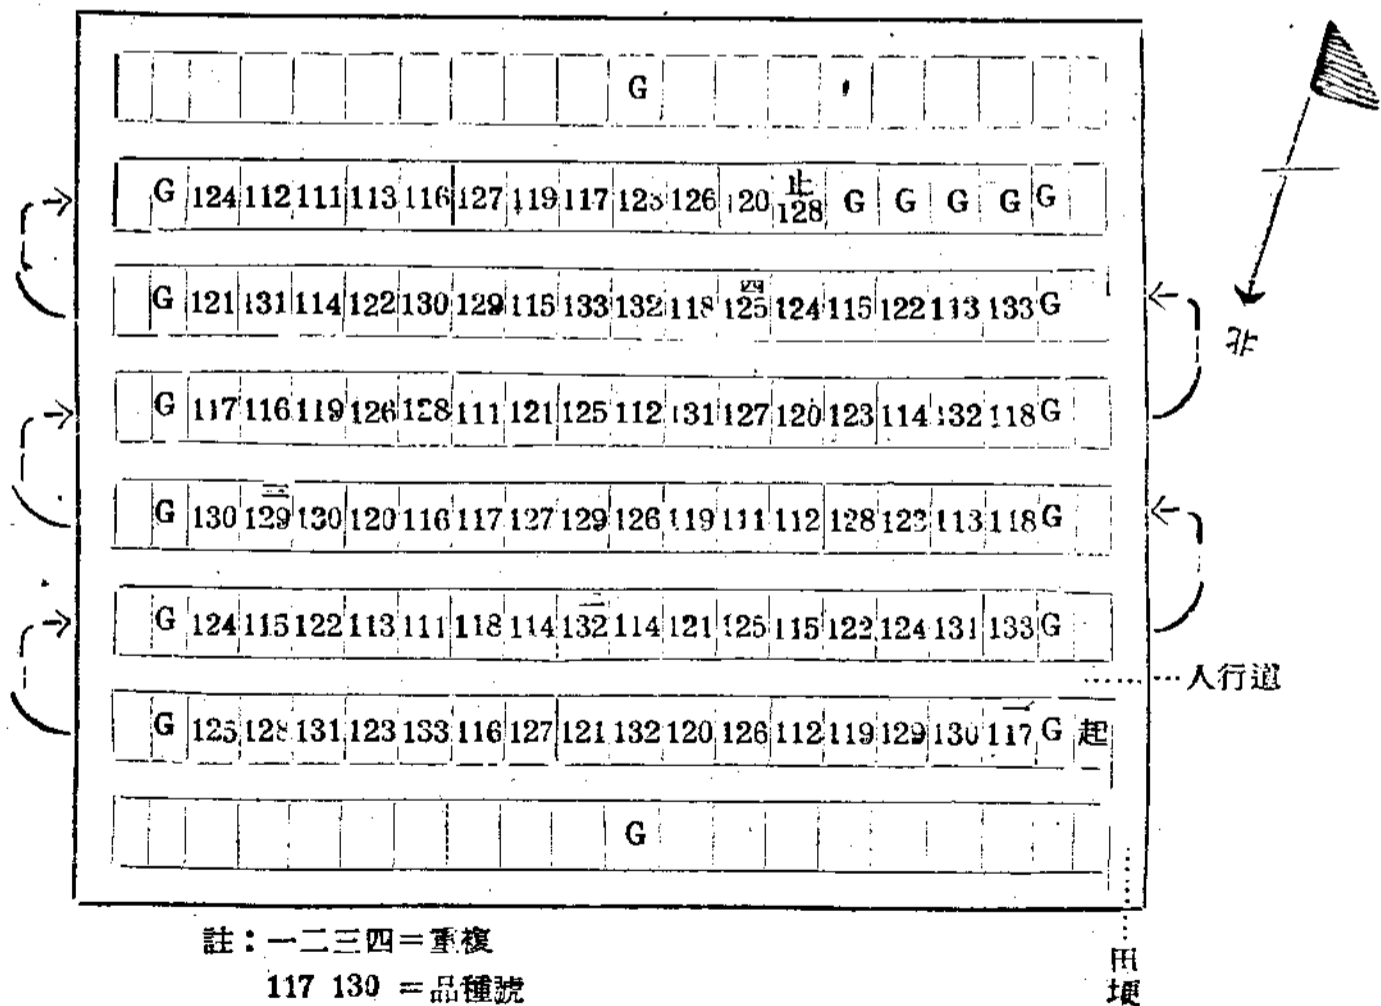 G
G 124 112 111 113 116 127 119 117 123 126 120 止 128 G G G G G
G 121 131 114 122 130 129 115 133 132 118 四 125 124 115 122 113 133 G
北
G 117 116 119 126 128 111 121 125 112 131 127 120 123 114 132 118 G
G 130 三 129 130 120 116 117 127 129 126 119 111 112 128 123 113 118 G
G 124 115 122 113 111 118 114 二 132 114 121 125 115 122 124 131 133 G
人行道
G 125 128 131 123 133 116 127 121 132 120 126 112 119 129 130 一 117 G 起
G
註：一二三四＝重複
117 130 ＝品種號
田埂